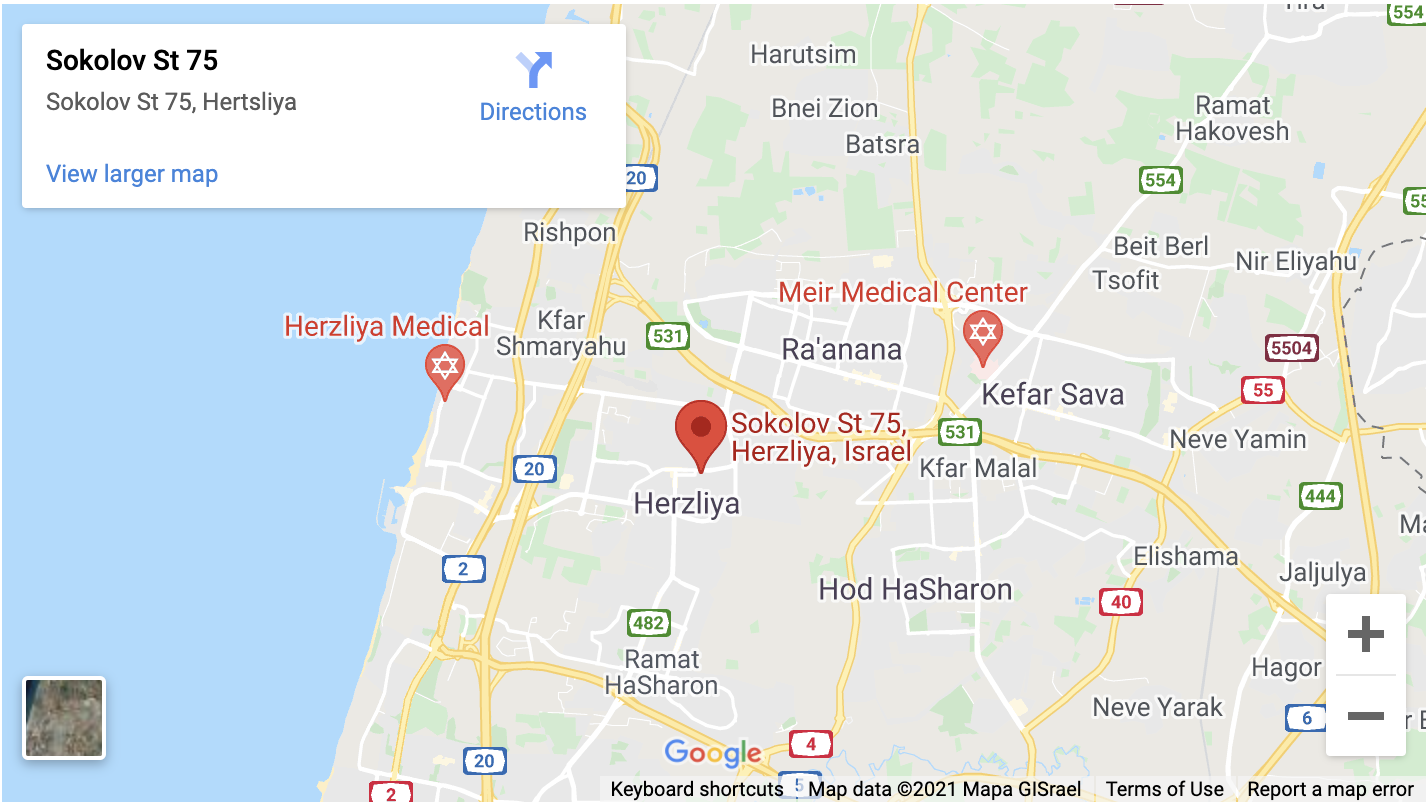 Sokolov St 75
Sokolov St 75, Hertsliya
Directions
View larger map
Harutsim
Bnei Zion
Batsra
Ramat
Hakovesh
554
554
20
Rishpon
Beit Berl
Nir Eliyahu
Tsofit
Meir Medical Center
Herzliya Medical
Kfar
Shmaryahu
531
Ra'anana
5504
Kefar Sava
55
Sokolov St 75,
Herzliya, Israel
531
Neve Yamin
Kfar Malal
20
444
Herzliya
2
Elishama
Jaljulya
Hod HaSharon
40
482
Ramat
HaSharon
Hagor
Neve Yarak
6
Google
4
20
5
2
Keyboard shortcuts
Map data ©2021 Mapa GISrael
Terms of Use
Report a map error